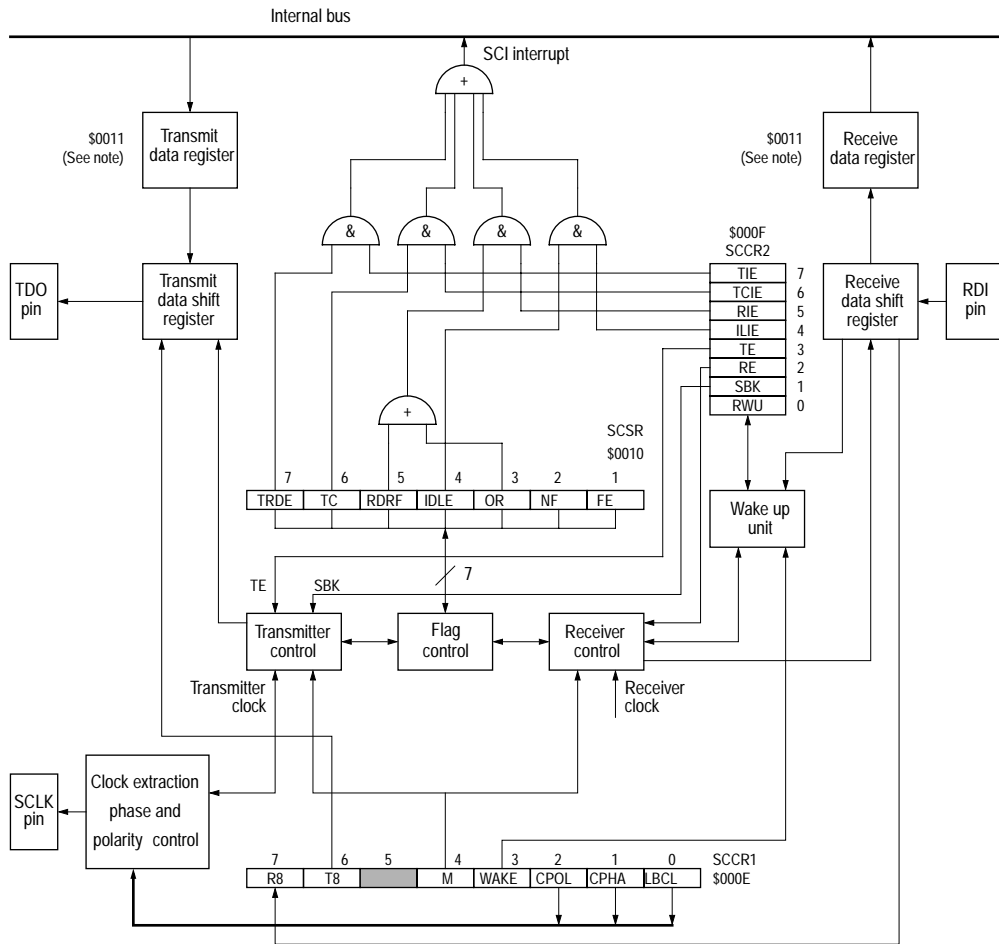 Internal bus
SCI interrupt
+
$0011
(See note)
Transmit
data register
$0011
(See note)
Receive
data register
&
&
&
&
$000F
SCCR2
TDO
pin
Transmit
data shift
register
TIE 7
TCIE 6
RIE 5
ILIE 4
TE 3
RE 2
SBK 1
RWU 0
Receive
data shift
register
RDI
pin
+
SCSR
$0010
7 6 5 4 3 2 1
TRDE TC RDRF IDLE OR NF FE
Wake up
unit
7
TE
SBK
Transmitter
control
Flag
control
Receiver
control
Transmitter
clock
Receiver
clock
SCLK
pin
Clock extraction
phase and
polarity control
7 6 5 4 3 2 1 0
SCCR1
R8 T8 M WAKE CPOL CPHA LBCL
$000E